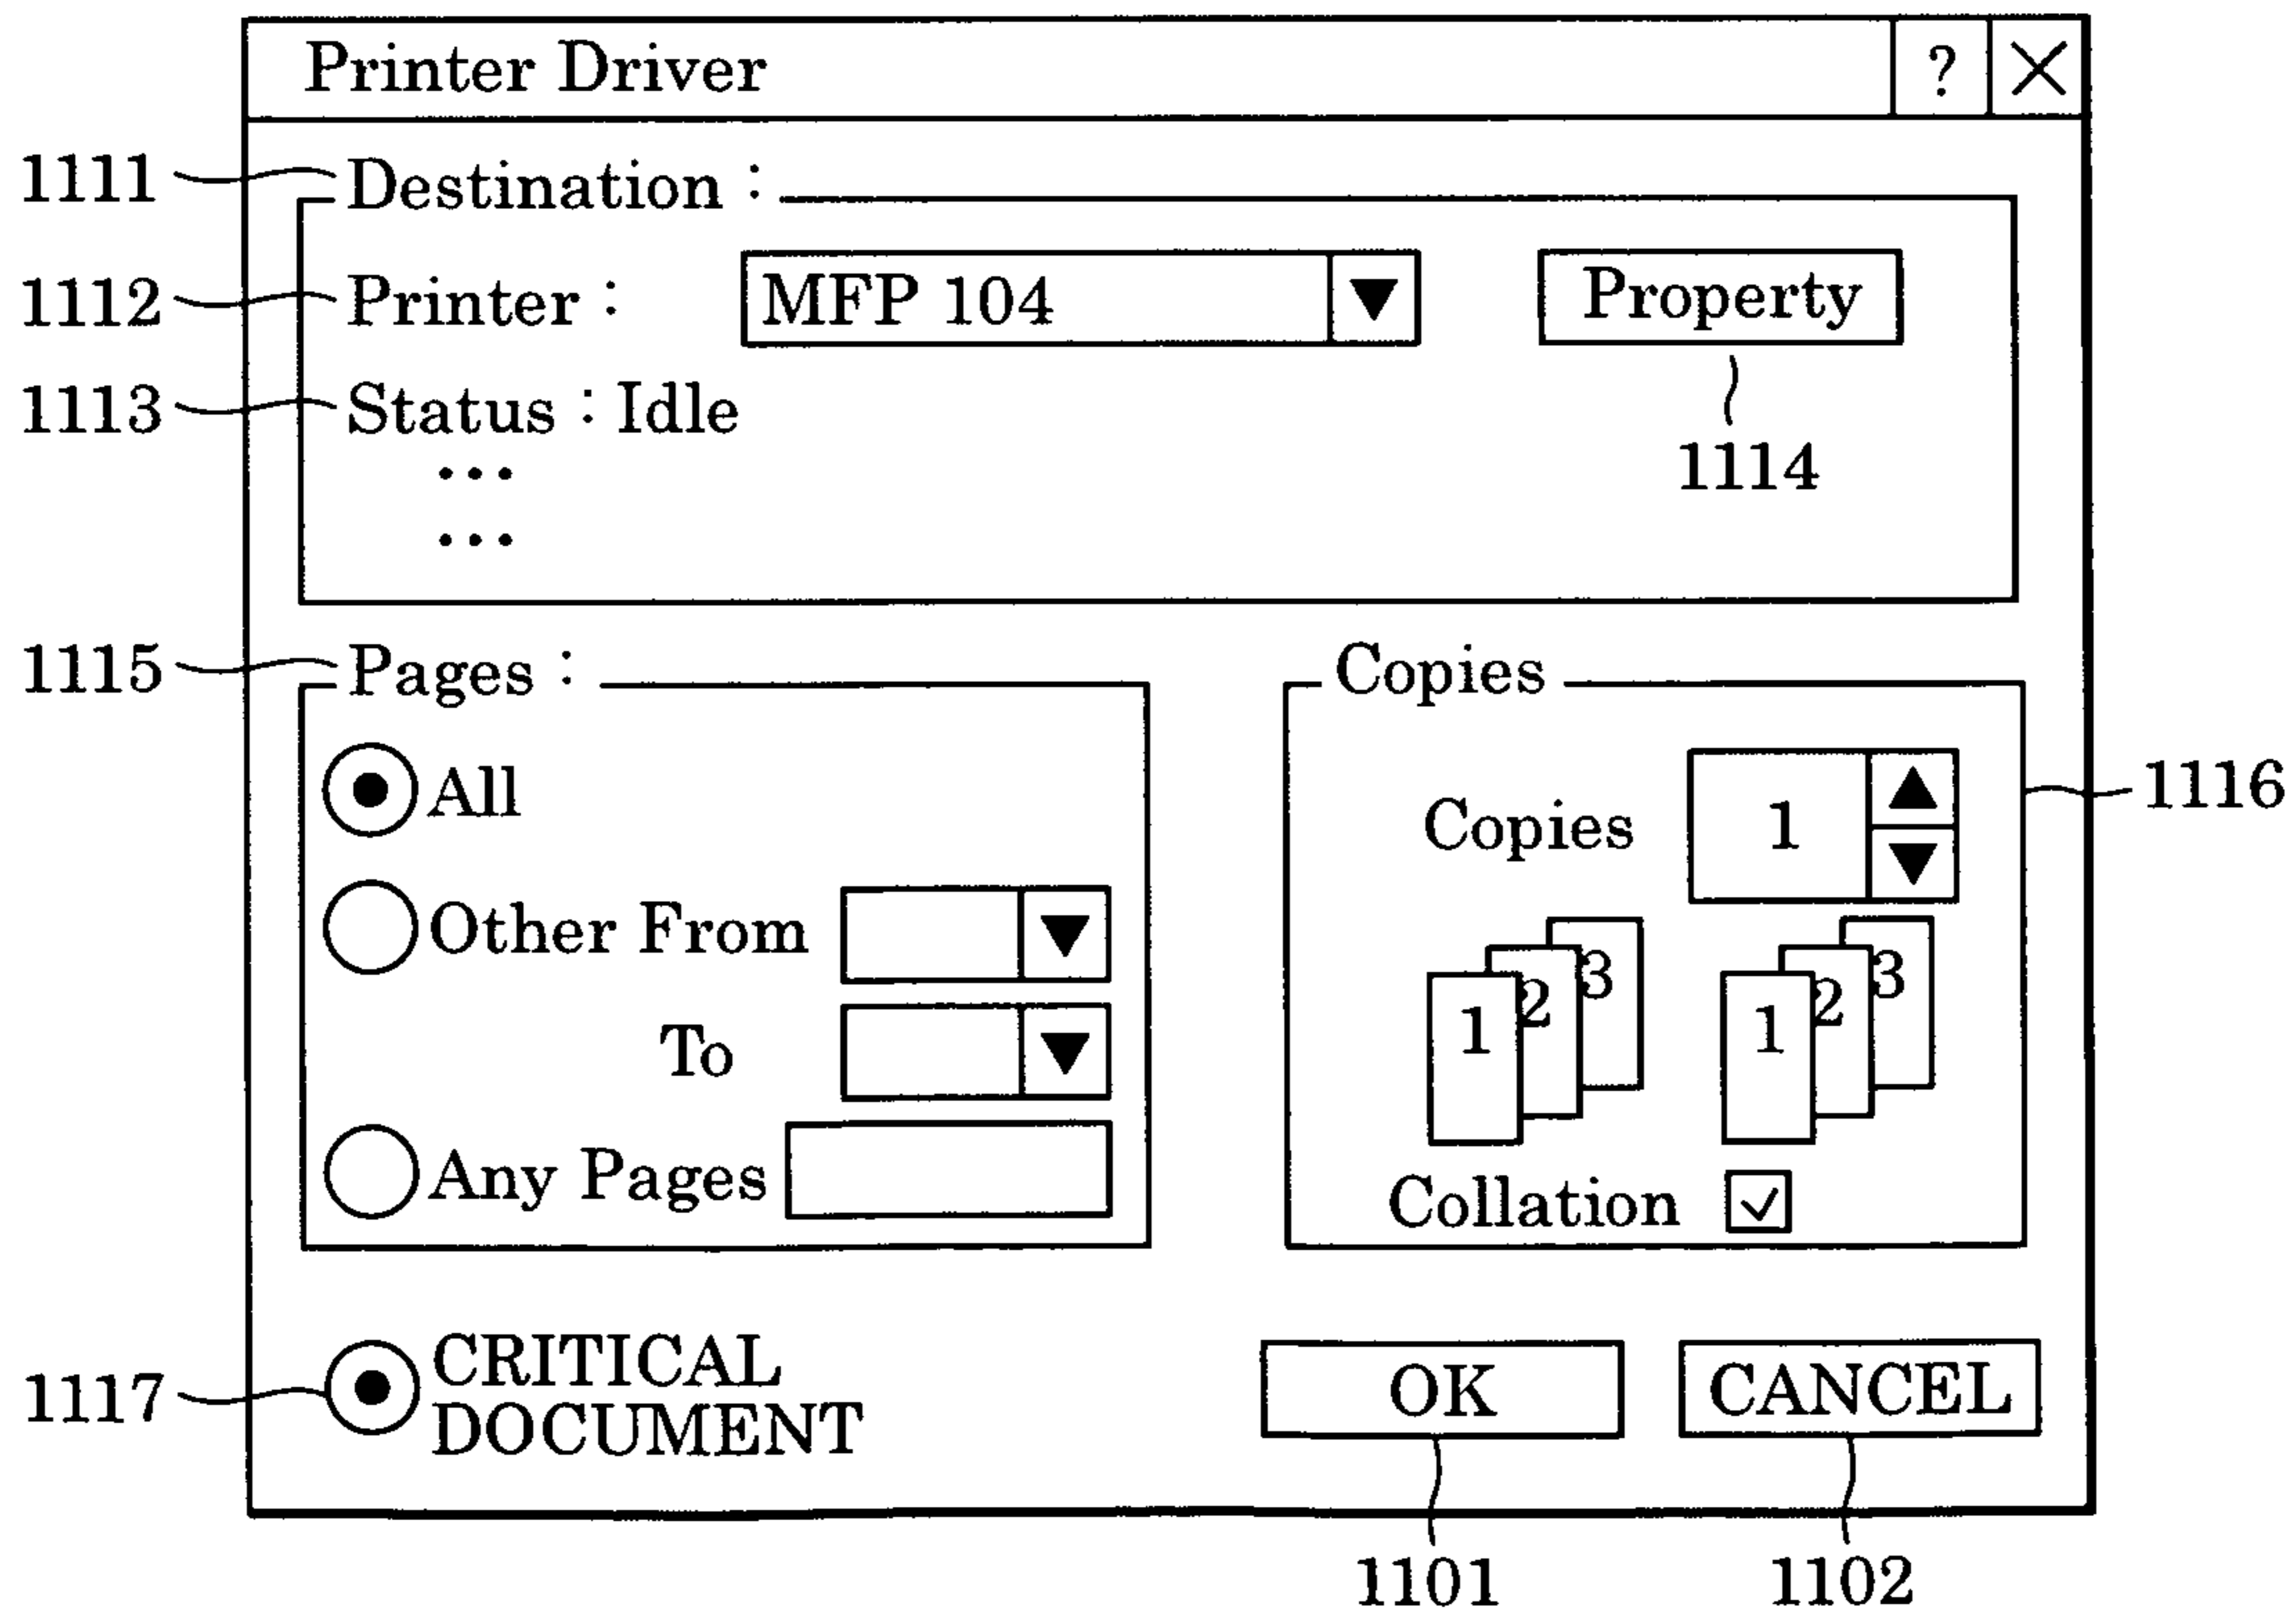 Printer Driver ?
1111 Destination :
1112 Printer : MFP 104 Property
1113 Status : Idle
1114
...
...
1115 Pages :
All
Other From
To
Any Pages
Copies
Copies 1
1116
1 2 3 1 2 3
Collation
1117 CRITICAL
DOCUMENT
OK CANCEL
1101 1102